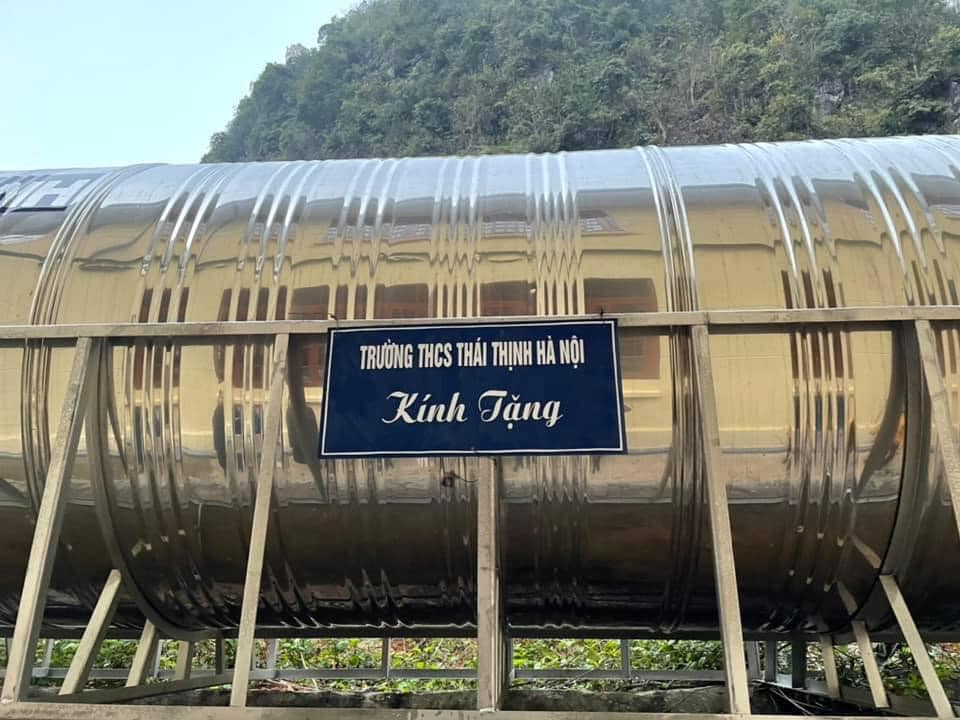 TRƯỜNG THCS THÁI THỊNH HÀ NỘI
Kính Tặng